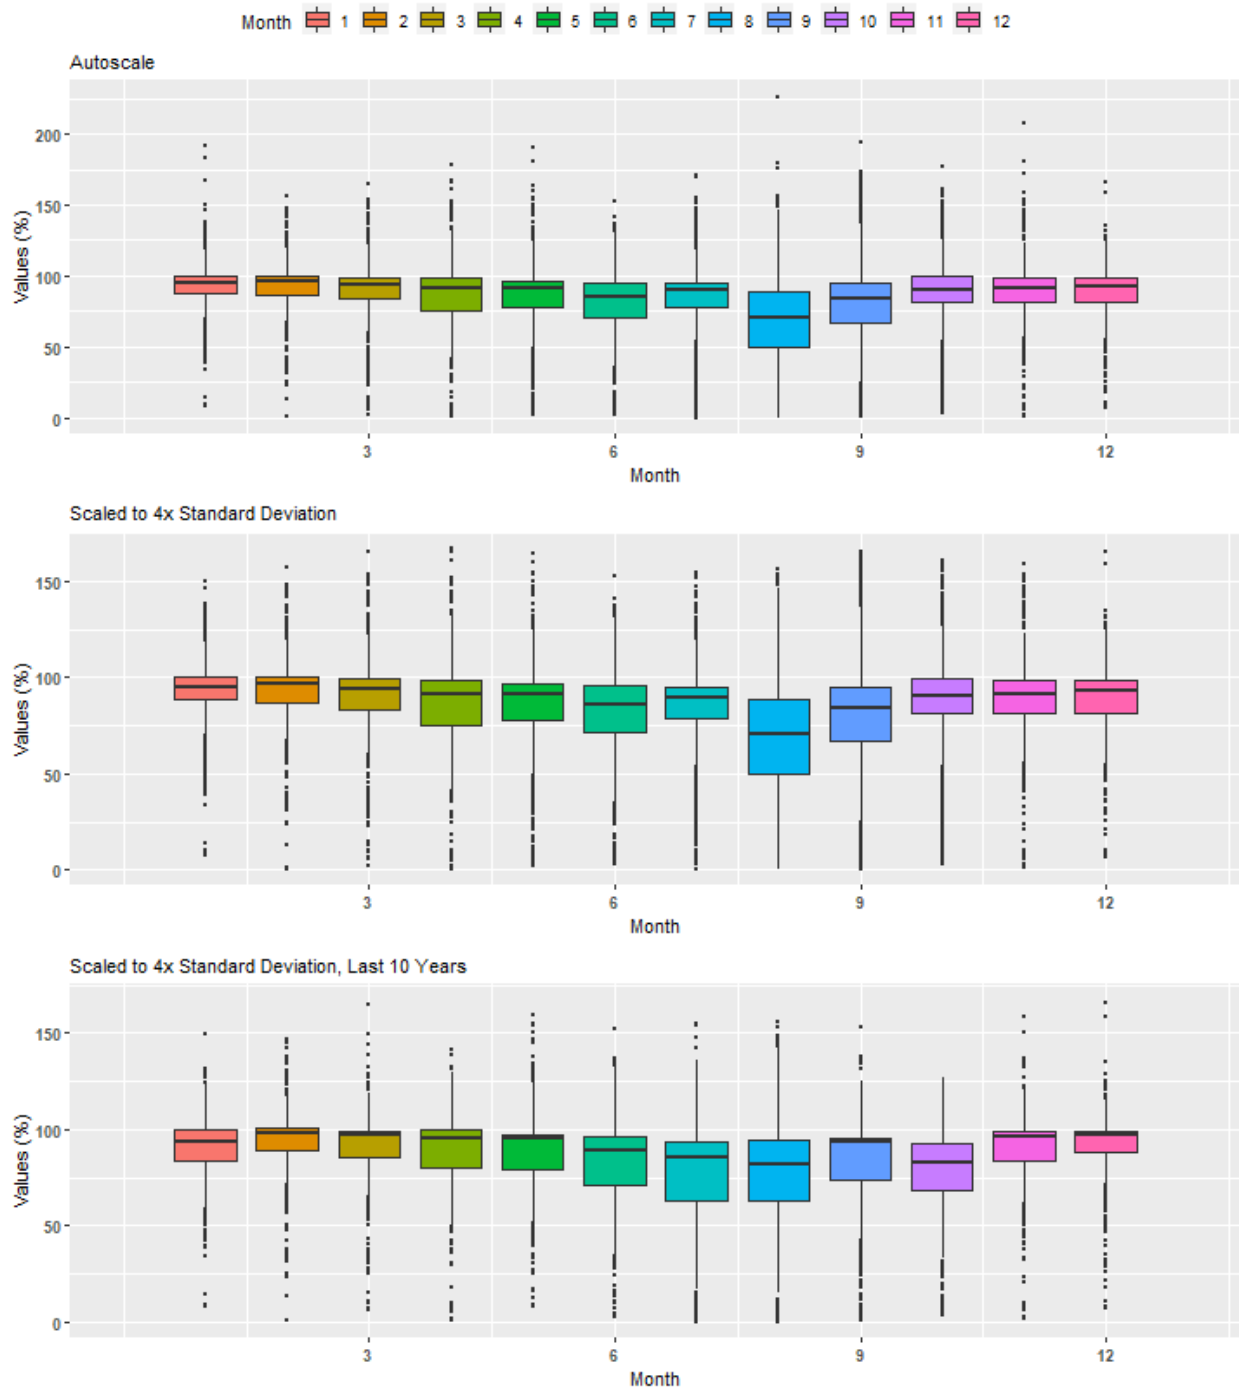 Month 1 2 3 4 5 6 7 8 9 10 11 12
Autoscale
Values (%)
200
150
100
50
0
3 6 9 12
Month
Scaled to 4x Standard Deviation
Values (%)
150
100
50
0
3 6 9 12
Month
Scaled to 4x Standard Deviation, Last 10 Years
Values (%)
150
100
50
0
3 6 9 12
Month